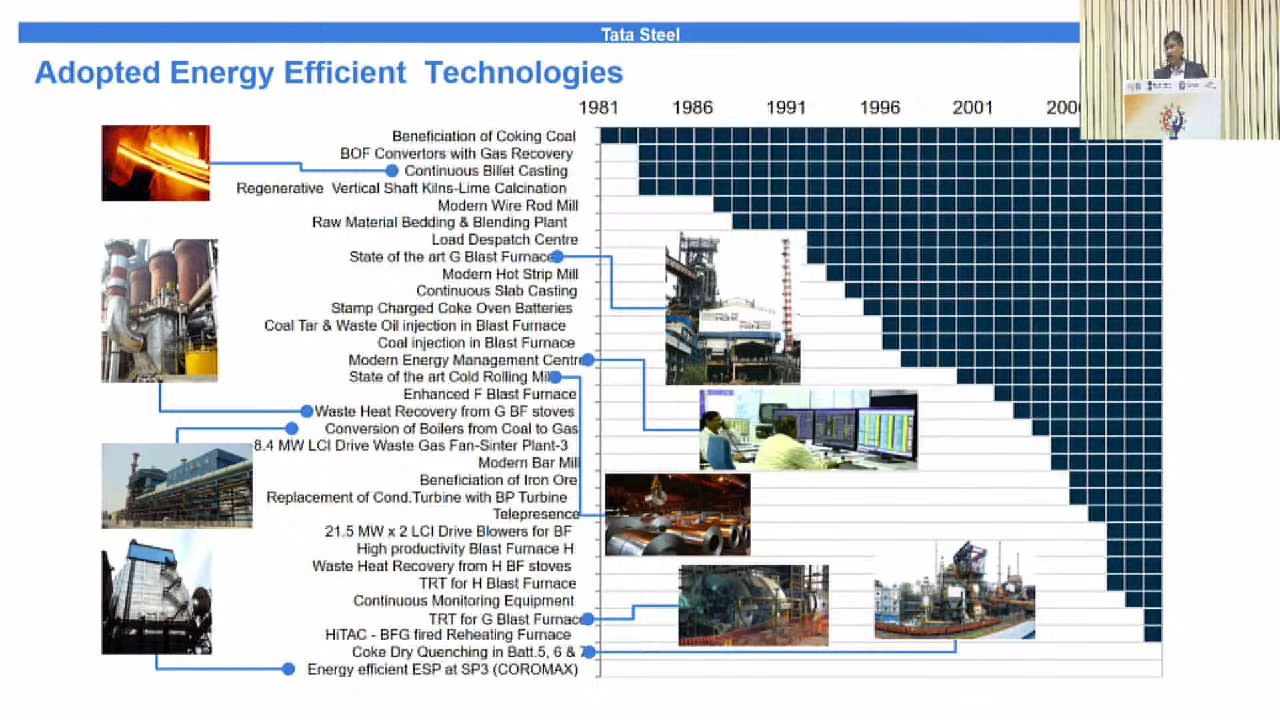 Tata Steel
Adopted Energy Efficient Technologies
1981 1986 1991 1996 2001
Beneficiation of Coking Coal
BOF Convertors with Gas Recovery
Continuous Billet Casting
Regenerative Vertical Shaft Kilns-Lime Calcination
Modern Wire Rod Mill
Raw Material Bedding & Blending Plant
Load Despatch Centre
State of the art G Blast Furnace
Modern Hot Strip Mill
Continuous Slab Casting
Stamp Charged Coke Oven Batteries
Coal Tar & Waste Oil injection in Blast Furnace
Coal injection in Blast Furnace
Modern Energy Management Centre
State of the art Cold Rolling Mill
Enhanced F Blast Furnace
Waste Heat Recovery from G BF stoves
Conversion of Boilers from Coal to Gas
8.4 MW LCI Drive Waste Gas Fan-Sinter Plant-3
Modern Bar Mill
Beneficiation of Iron Ore
Replacement of Cond.Turbine with BP Turbine
Telepresence
21.5 MW x 2 LCI Drive Blowers for BF
High productivity Blast Furnace H
Waste Heat Recovery from H BF stoves
TRT for H Blast Furnace
Continuous Monitoring Equipment
TRT for G Blast Furnace
HiTAC - BFG fired Reheating Furnace
Coke Dry Quenching in Batt.5, 6 & 7
Energy efficient ESP at SP3 (COROMAX)